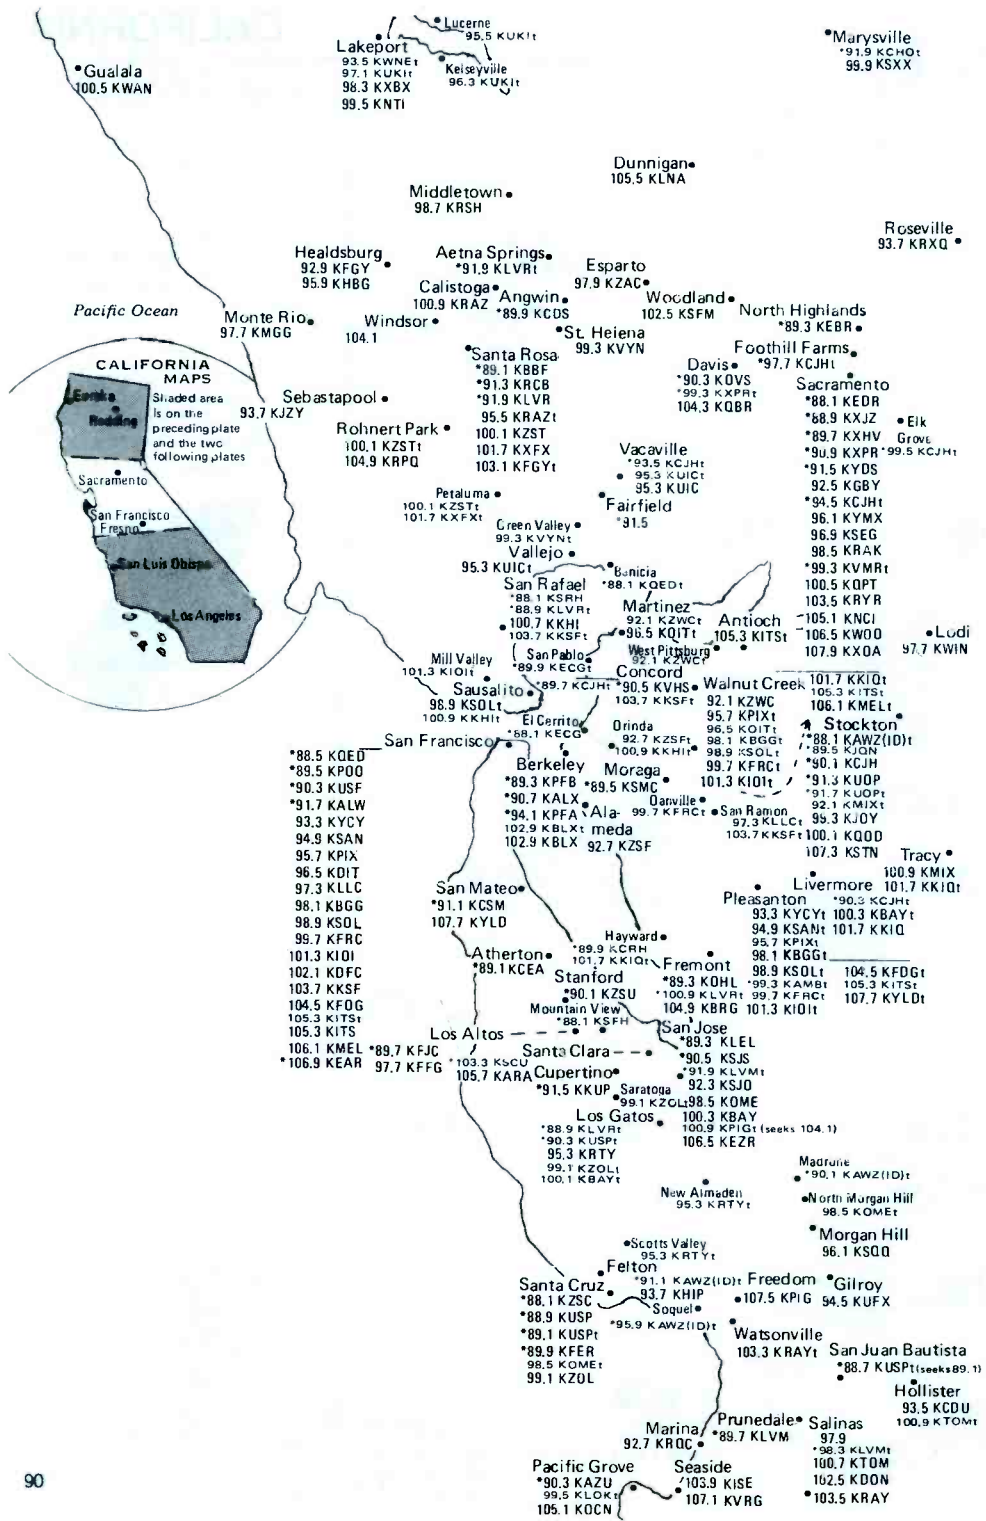 Lucerne
95.5 KUKIt
Lakeport
93.5 KWNEt
97.1 KUKIt
98.3 KXBX
99.5 KNTI
Kelseyville
96.3 KUKIt
Marysville
*91.9 KCHOt
99.9 KSXX
Gualala
100.5 KWAN
Dunnigan
105.5 KLNA
Middletown
98.7 KRSH
Roseville
93.7 KRXQ
Healdsburg
92.9 KFGY
95.9 KHBG
Aetna Springs
*91.9 KLVRt
Esparto
97.9 KZAC
Calistoga
100.9 KRAZ
Angwin
*89.9 KCDS
Woodland
102.5 KSFM
North Highlands
*89.3 KEBR
Pacific Ocean
Monte Rio
97.7 KMGG
Windsor
104.1
St. Helena
99.3 KVYN
Foothill Farms
*97.7 KCJHt
CALIFORNIA
MAPS
Shaded area
Is on the
preceding plate
and the two
following plates
Eureka
Redding
Sacramento
San Francisco
Fresno
San Luis Obispo
Los Angeles
Santa Rosa
*89.1 KBBF
*91.3 KRCB
*91.9 KLVR
95.5 KRAZt
100.1 KZST
101.7 KXFX
103.1 KFGYt
Davis
*90.3 KDVS
*99.3 KXPRt
104.3 KQBR
Sebastapool
93.7 KJZY
Rohnert Park
100.1 KZSTt
104.9 KRPQ
Sacramento
*88.1 KEDR
*88.9 KXJZ
*89.7 KXHV
*90.9 KXPR
*91.5 KYDS
92.5 KGBY
*94.5 KCJHt
96.1 KYMX
96.9 KSEG
98.5 KRAK
*99.3 KVMRt
100.5 KQPT
103.5 KRYR
105.1 KNCI
106.5 KWOD
107.9 KXOA
Elk
Grove
*99.5 KCJHt
Vacaville
*93.5 KCJHt
95.3 KUICt
95.3 KUIC
Petaluma
100.1 KZSTt
101.7 KXFXt
Fairfield
*91.5
Green Valley
99.3 KVYNt
Vallejo
95.3 KUICt
Benicia
*88.1 KQEDt
San Rafael
*88.1 KSRH
*88.9 KLVRt
100.7 KKHI
103.7 KKSFt
Martinez
92.1 KZWCt
96.5 KOITt
Antioch
105.3 KITSt
Lodi
97.7 KWIN
San Pablo
*89.9 KECGt
West Pittsburg
92.1 KZWCt
Mill Valley
101.3 KIOIt
*89.7 KCJHt
Concord
*90.5 KVHS
103.7 KKSFt
Walnut Creek
92.1 KZWC
95.7 KPIXt
96.5 KOITt
98.1 KBGGt
98.9 KSOLt
99.7 KFRCt
101.3 KIOIt
101.7 KKIQt
105.3 KITSt
106.1 KMELt
Sausalito
98.9 KSOLt
100.9 KKHIt
El Cerrito
*88.1 KECG
Orinda
92.7 KZSFt
100.9 KKHIt
Stockton
*88.1 KAWZ(ID)t
*89.5 KJQN
*90.1 KCJH
*91.3 KUOP
*91.7 KUOPt
92.1 KMIXt
99.3 KJOY
100.1 KQOD
107.3 KSTN
San Francisco
*88.5 KQED
*89.5 KPOO
*90.3 KUSF
*91.7 KALW
93.3 KYCY
94.9 KSAN
95.7 KPIX
96.5 KOIT
97.3 KLLC
98.1 KBGG
98.9 KSOL
99.7 KFRC
101.3 KIOI
102.1 KDFC
103.7 KKSF
104.5 KFOG
105.3 KITSt
105.3 KITS
106.1 KMEL
*106.9 KEAR
Berkeley
*89.3 KPFB
*90.7 KALX
*94.1 KPFA
102.9 KBLXt
102.9 KBLX
Moraga
*89.5 KSMC
Ala-
meda
92.7 KZSF
Danville
99.7 KFRCt
San Ramon
97.3 KLLCt
103.7 KKSFt
Tracy
100.9 KMIX
101.7 KKIQt
San Mateo
*91.1 KCSM
107.7 KYLD
Pleasanton
93.3 KYCYt
94.9 KSANt
95.7 KPIXt
98.1 KBGGt
98.9 KSOLt
*99.3 KAMBt
99.7 KFRCt
101.3 KIOIt
104.5 KFOGt
105.3 KITSt
107.7 KYLDt
Livermore
*90.3 KCJHt
100.3 KBAYt
101.7 KKIQ
Hayward
*89.9 KCRH
101.7 KKIQt
Atherton
*89.1 KCEA
Fremont
*89.3 KOHL
*100.9 KLVRt
104.9 KBRG
Stanford
*90.1 KZSU
Mountain View
*88.1 KSFH
Los Altos
*89.7 KFJC
97.7 KFFG
San Jose
*89.3 KLEL
*90.5 KSJS
*91.9 KLVMt
92.3 KSJO
98.5 KOME
100.3 KBAY
100.9 KPIGt (seeks 104.1)
106.5 KEZR
Santa Clara
*103.3 KSCU
105.7 KARA
Cupertino
*91.5 KKUP
Saratoga
99.1 KZOLt
Los Gatos
*88.9 KLVRt
*90.3 KUSPt
95.3 KRTY
99.1 KZOLt
100.1 KBAYt
Madrone
*90.1 KAWZ(ID)t
New Almaden
95.3 KRTYt
North Morgan Hill
98.5 KOMEt
Morgan Hill
96.1 KSQQ
Scotts Valley
95.3 KRTYt
Felton
*91.1 KAWZ(ID)t
93.7 KHIP
Freedom
107.5 KPIG
Gilroy
94.5 KUFX
Santa Cruz
*88.1 KZSC
*88.9 KUSP
*89.1 KUSPt
*89.9 KFER
98.5 KOMEt
99.1 KZOL
Soquel
*95.9 KAWZ(ID)t
Watsonville
103.3 KRAYt
San Juan Bautista
*88.7 KUSPt (seeks 89.1)
Hollister
93.5 KCDU
100.9 KTOMt
Marina
92.7 KRQC
Prunedale
*89.7 KLVM
Salinas
97.9
*98.3 KLVMt
100.7 KTOM
102.5 KDON
103.5 KRAY
Pacific Grove
*90.3 KAZU
99.5 KLOKt
105.1 KOCN
Seaside
103.9 KISE
107.1 KVRG
90